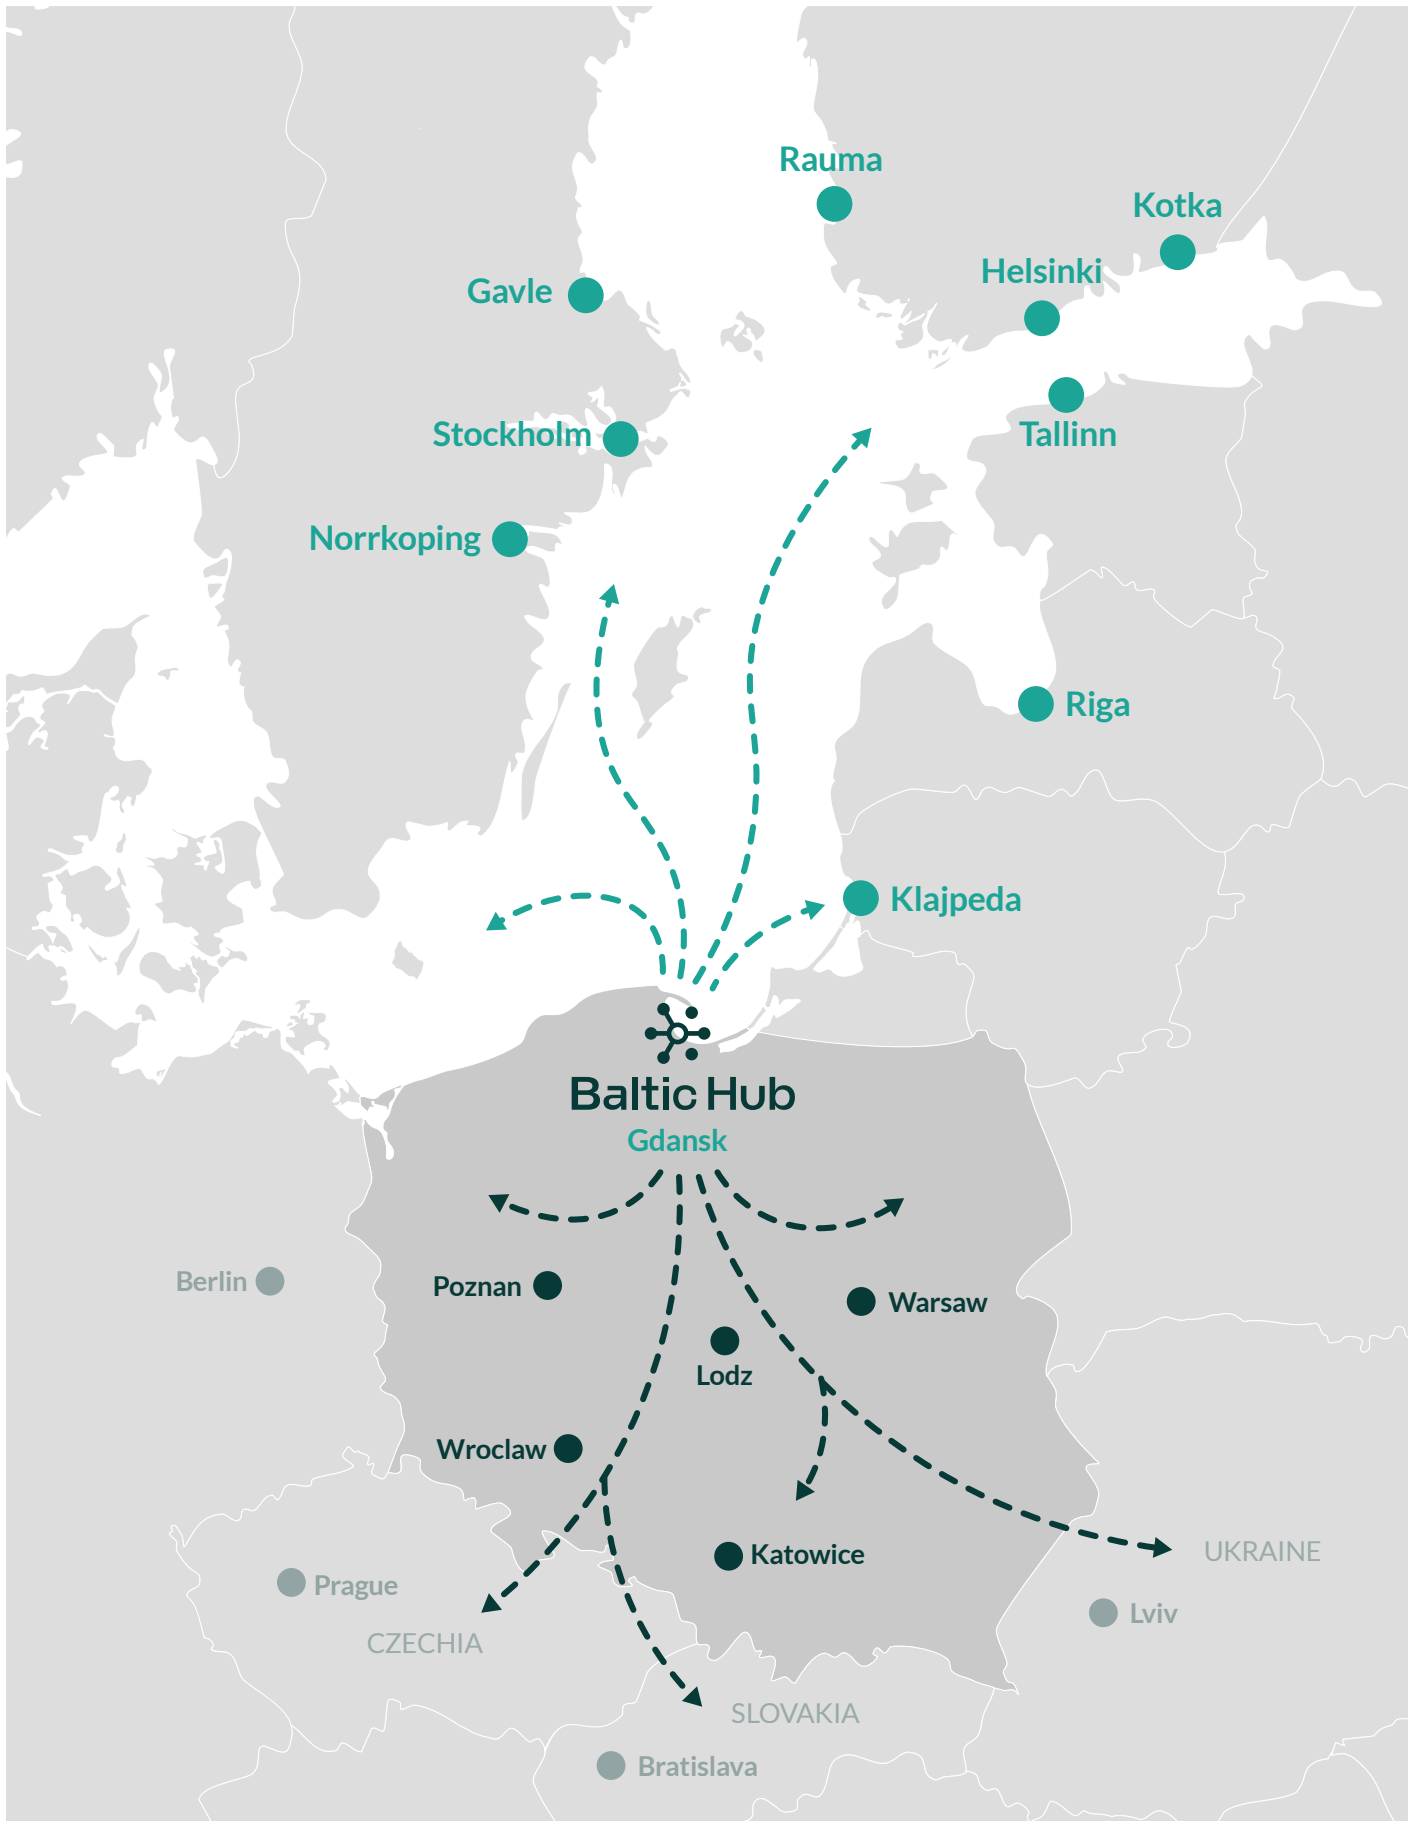 Rauma
Kotka
Helsinki
Gavle
Stockholm
Tallinn
Norrkoping
Riga
Klajpeda
Baltic Hub
Gdansk
Berlin
Poznan
Warsaw
Lodz
Wroclaw
Katowice
UKRAINE
Prague
Lviv
CZECHIA
SLOVAKIA
Bratislava